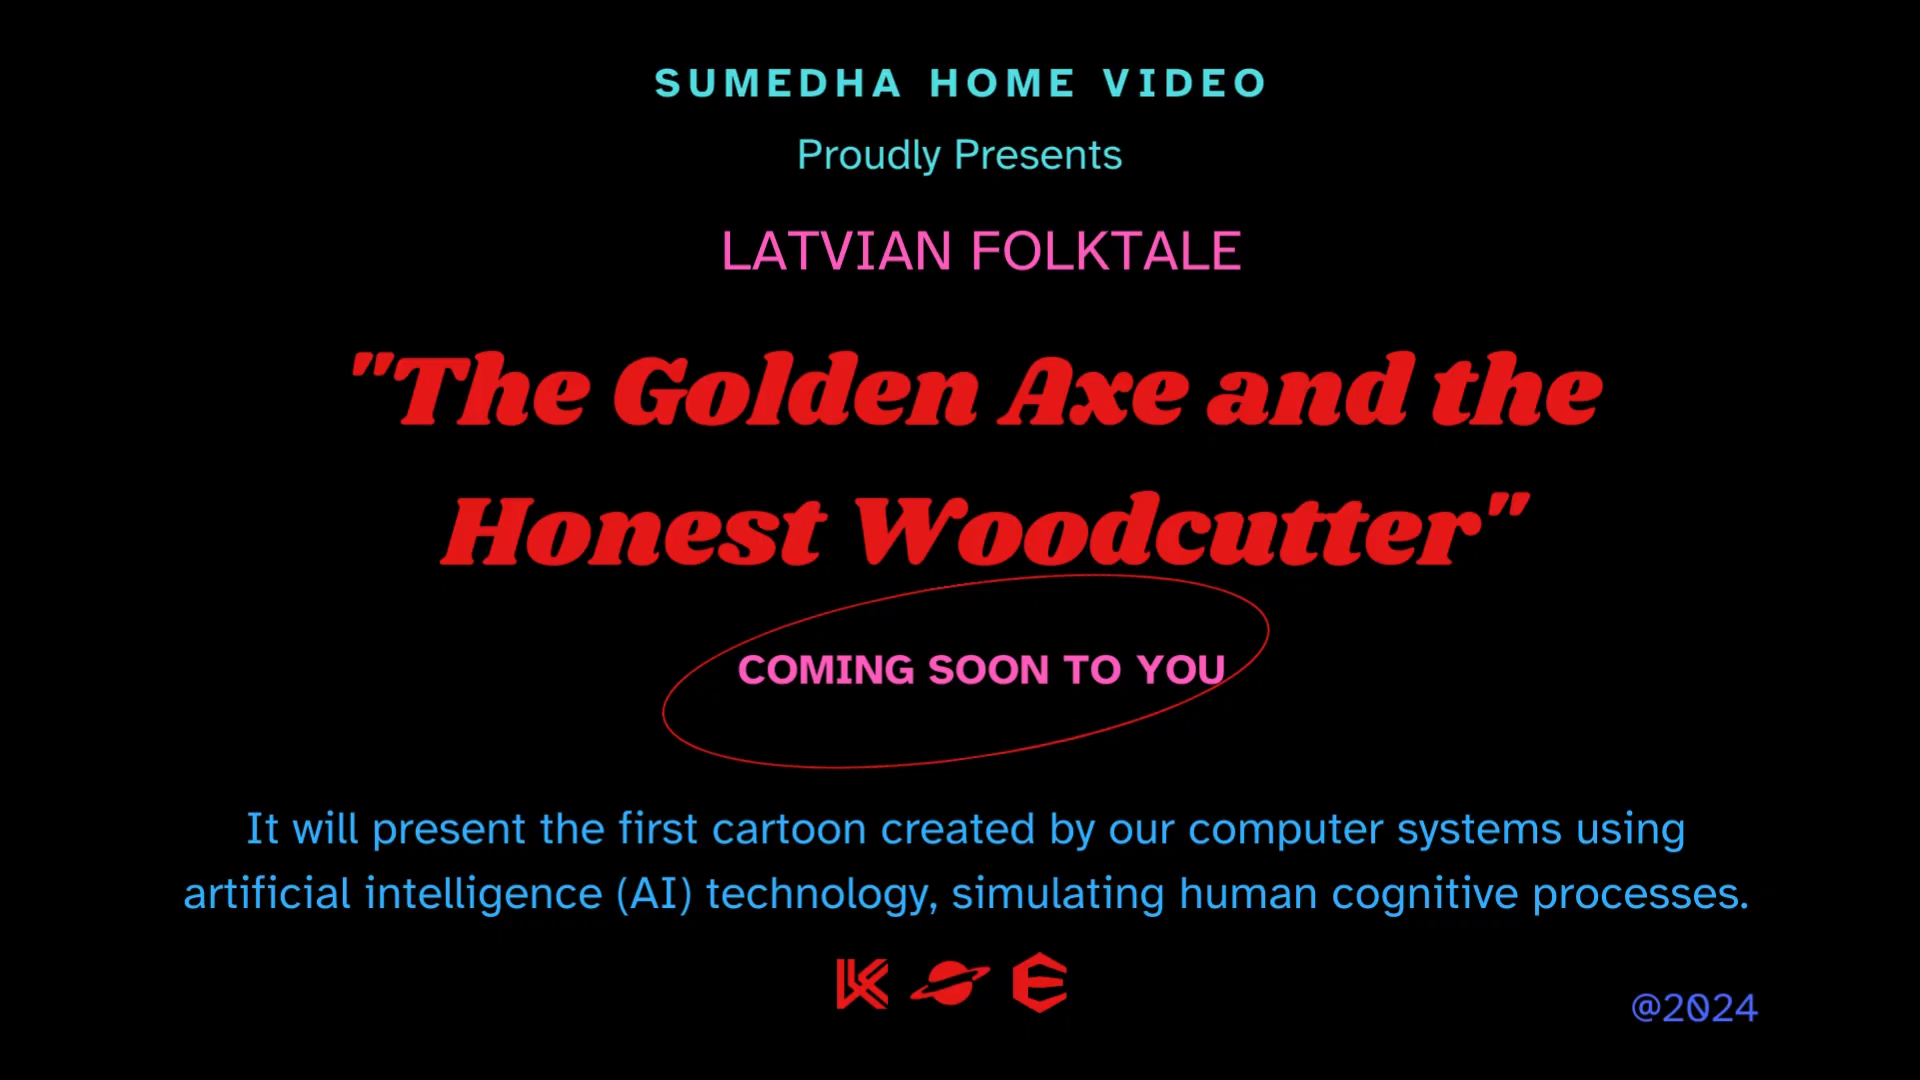 SUMEDHA HOME VIDEO
Proudly Presents
LATVIAN FOLKTALE
"The Golden Axe and the
Honest Woodcutter"
COMING SOON TO YOU
It will present the first cartoon created by our computer systems using
artificial intelligence (AI) technology, simulating human cognitive processes.
@2024